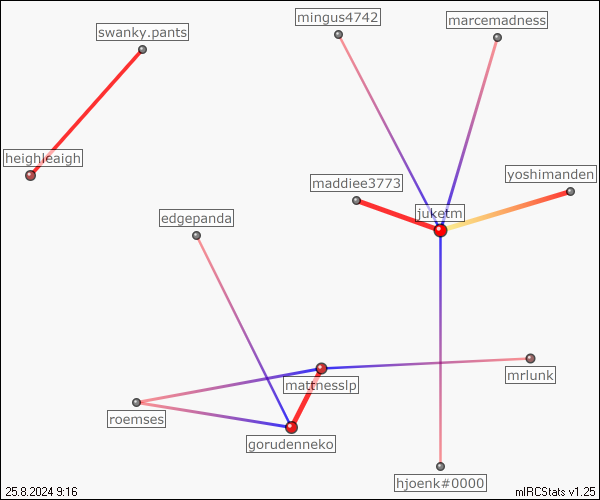 mingus4742
marcemadness
swanky.pants
heighleaigh
maddiee3773
yoshimanden
juketm
edgepanda
mattnesslp
mrlunk
roemses
gorudenneko
hjoenk#0000
25.8.2024 9:16
mIRCStats v1.25